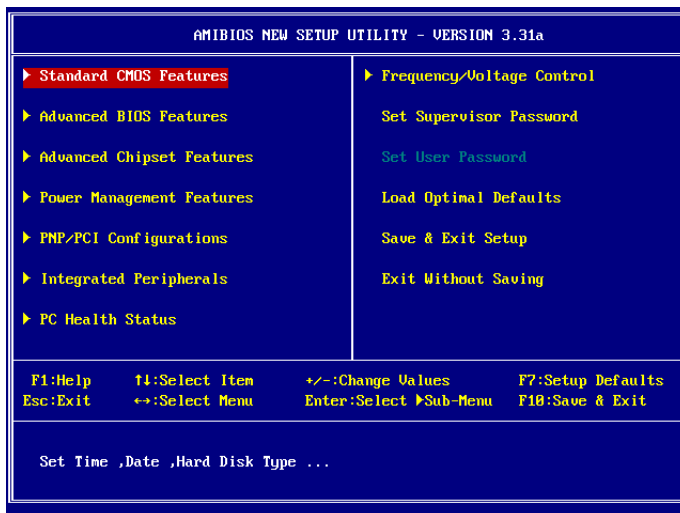 AMIBIOS NEW SETUP UTILITY - VERSION 3.31a
▶ Standard CMOS Features
▶ Advanced BIOS Features
▶ Advanced Chipset Features
▶ Power Management Features
▶ PNP/PCI Configurations
▶ Integrated Peripherals
▶ PC Health Status
▶ Frequency/Voltage Control
Set Supervisor Password
Set User Password
Load Optimal Defaults
Save & Exit Setup
Exit Without Saving
F1:Help ↑↓:Select Item +/-:Change Values F7:Setup Defaults
Esc:Exit ↔:Select Menu Enter:Select ▶Sub-Menu F10:Save & Exit
Set Time ,Date ,Hard Disk Type ...